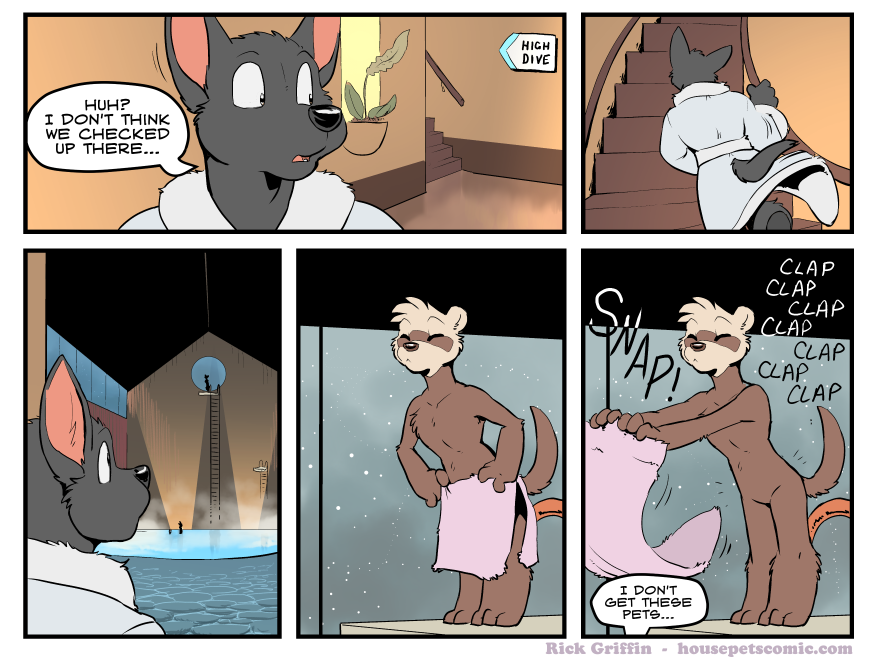 HUH?
I DON'T THINK
WE CHECKED
UP THERE...
HIGH
DIVE
SNAP!
CLAP
CLAP
CLAP
CLAP
CLAP
CLAP
CLAP
I DON'T
GET THESE
PETS...
Rick Griffin - housepetscomic.com